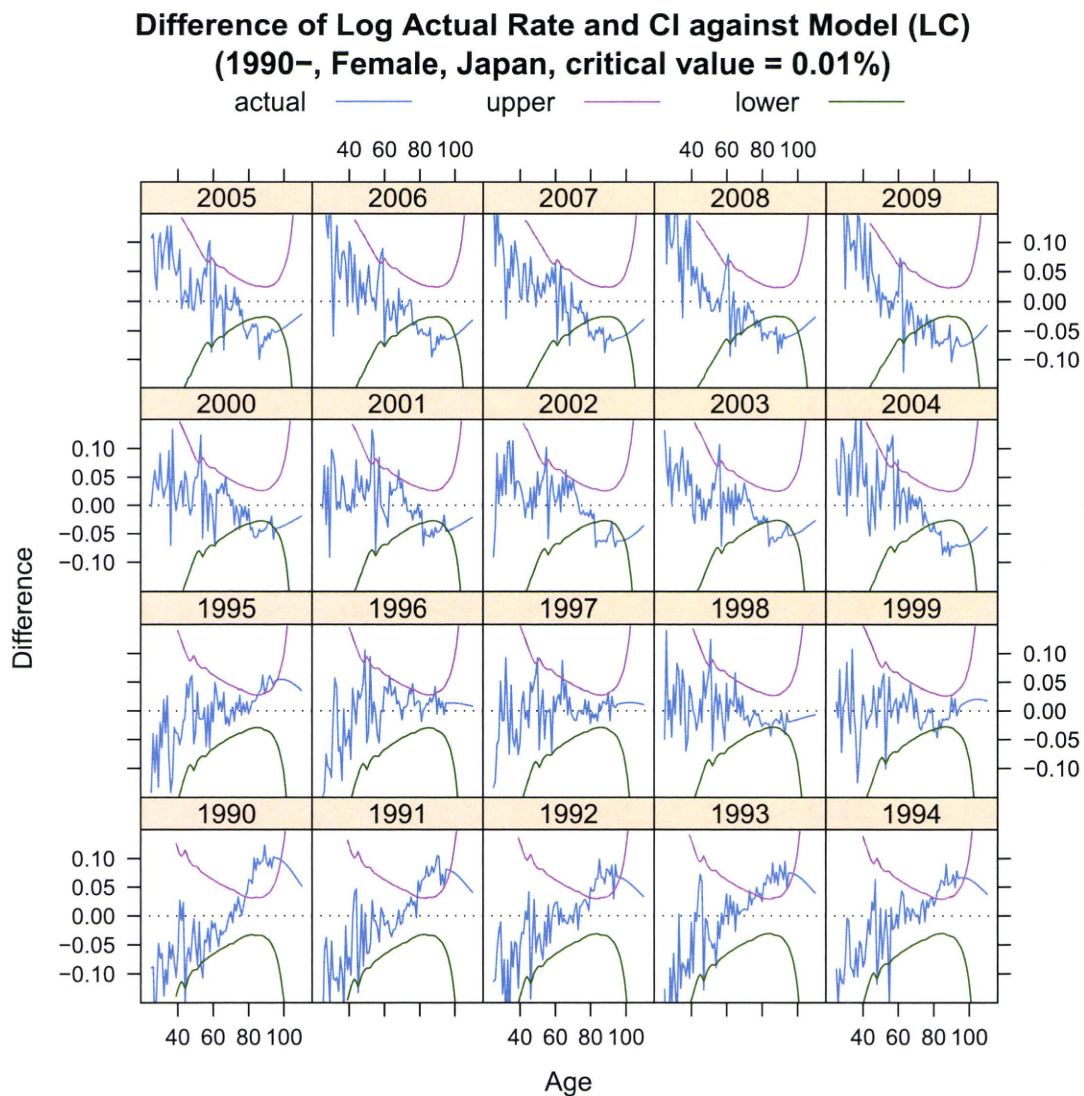 Difference of Log Actual Rate and CI against Model (LC)
(1990−, Female, Japan, critical value = 0.01%)
actual upper lower
40 60 80 100 40 60 80 100
2005 2006 2007 2008 2009
0.10
0.05
0.00
−0.05
−0.10
2000 2001 2002 2003 2004
0.10
0.05
0.00
−0.05
−0.10
1995 1996 1997 1998 1999
0.10
0.05
0.00
−0.05
−0.10
1990 1991 1992 1993 1994
0.10
0.05
0.00
−0.05
−0.10
Difference
40 60 80 100 40 60 80 100 40 60 80 100
Age